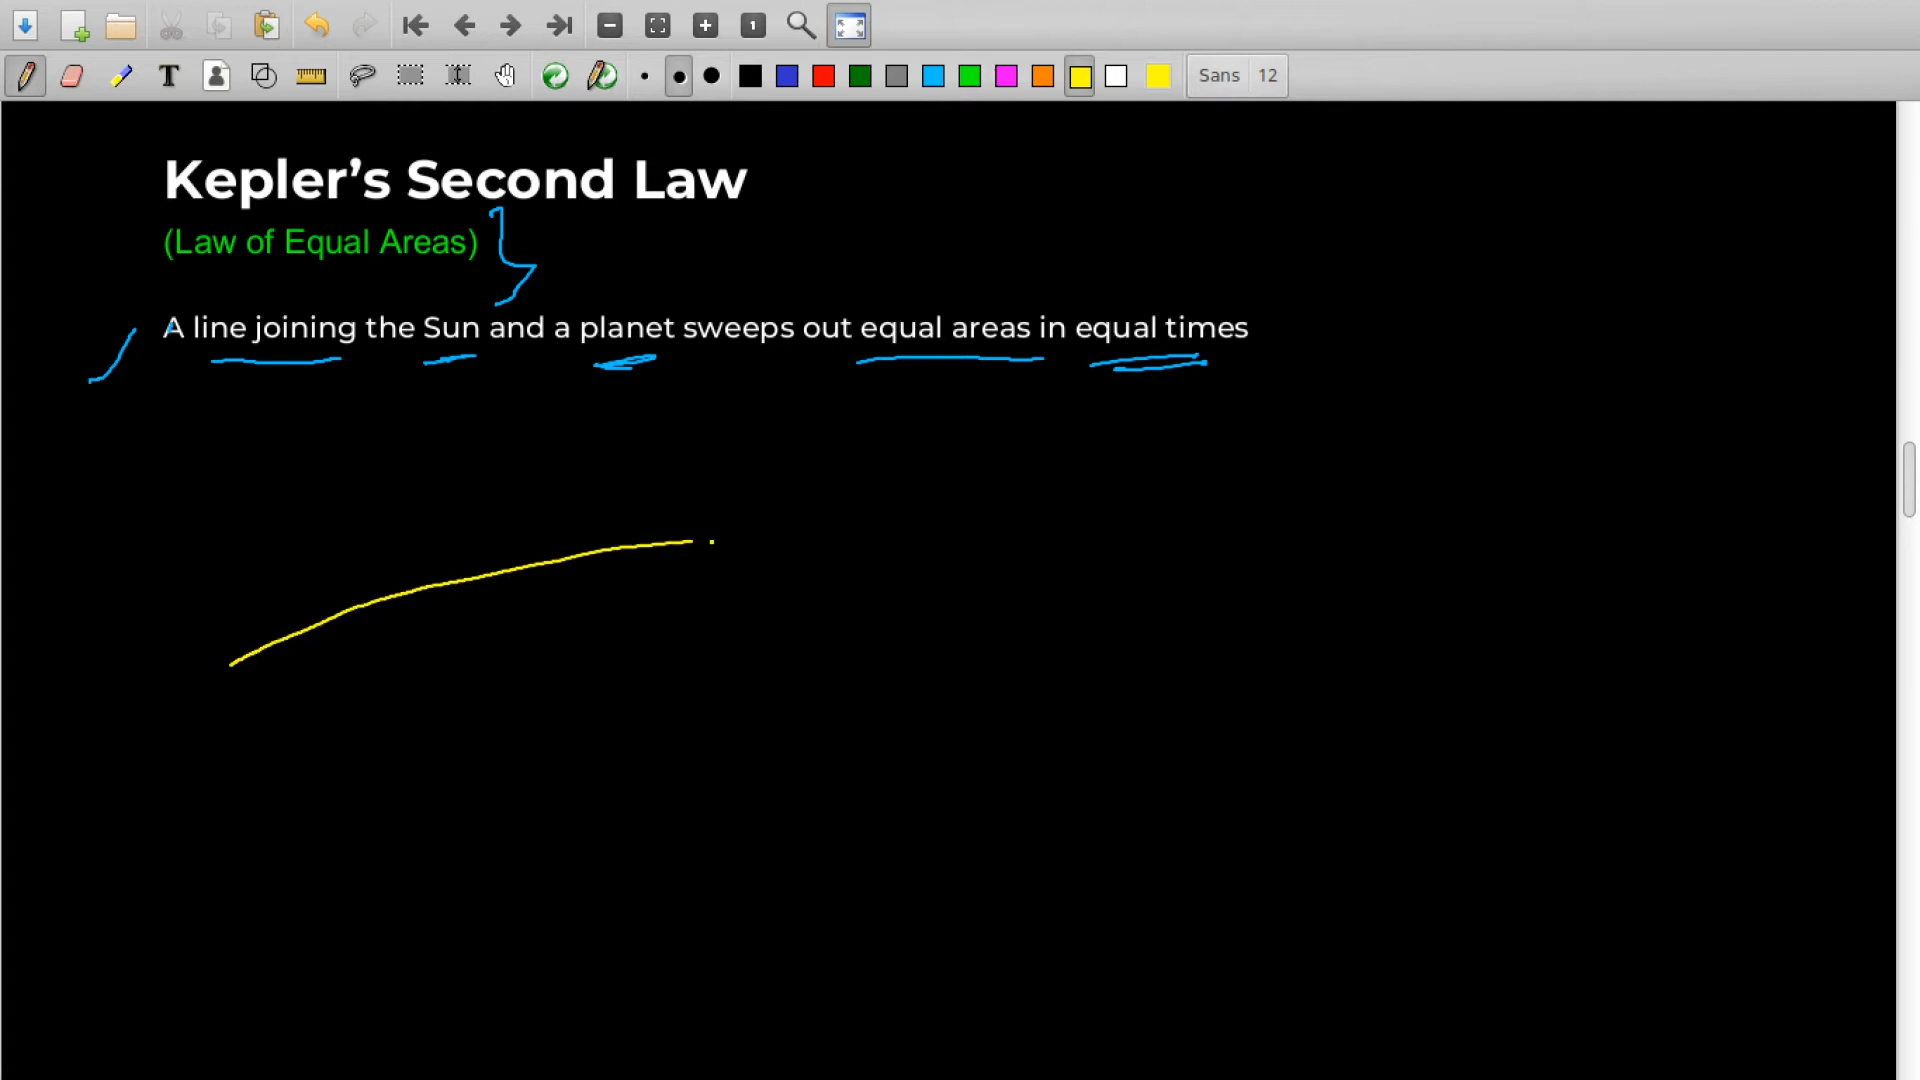 1
T
Sans 12
Kepler’s Second Law
(Law of Equal Areas)
A line joining the Sun and a planet sweeps out equal areas in equal times